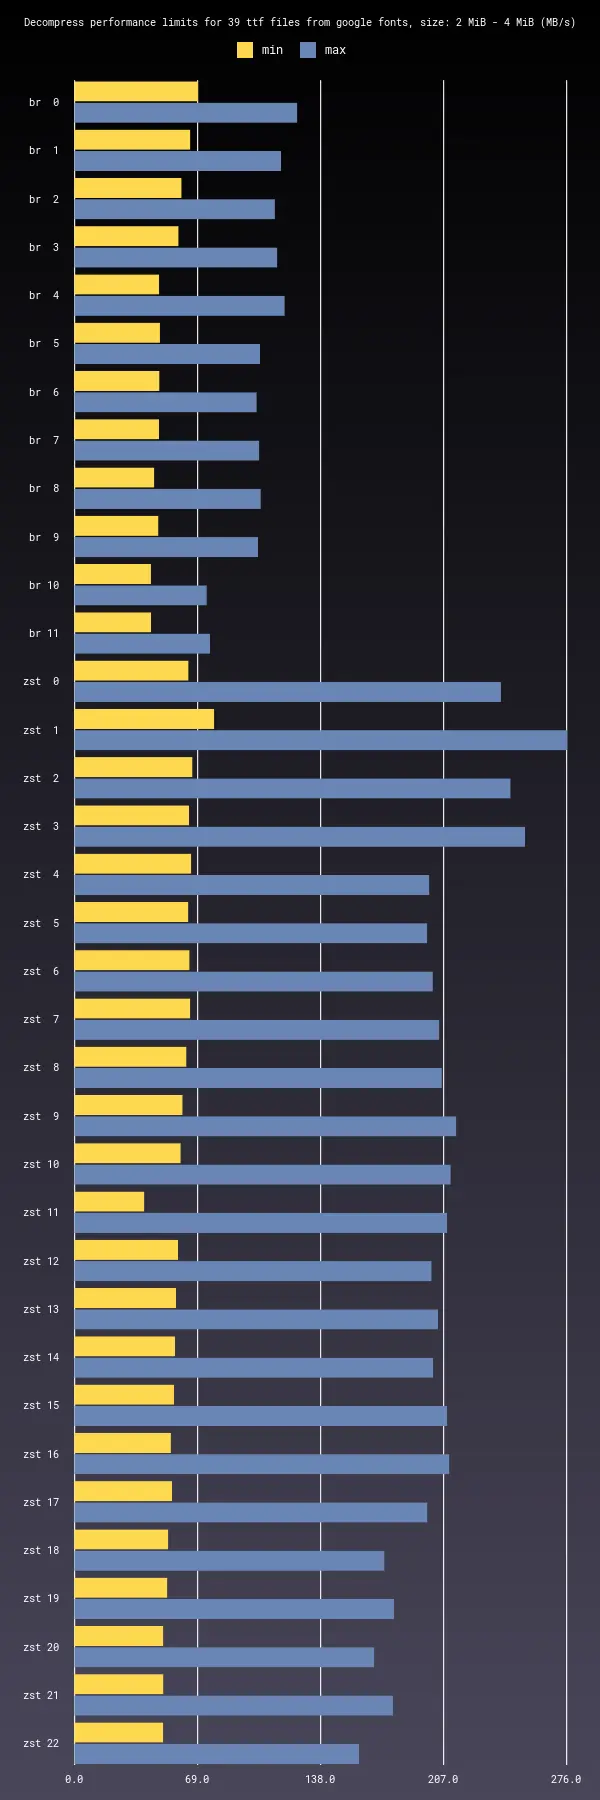 Decompress performance limits for 39 ttf files from google fonts, size: 2 MiB - 4 MiB (MB/s)
min max
br 0
br 1
br 2
br 3
br 4
br 5
br 6
br 7
br 8
br 9
br 10
br 11
zst 0
zst 1
zst 2
zst 3
zst 4
zst 5
zst 6
zst 7
zst 8
zst 9
zst 10
zst 11
zst 12
zst 13
zst 14
zst 15
zst 16
zst 17
zst 18
zst 19
zst 20
zst 21
zst 22
0.0 69.0 138.0 207.0 276.0